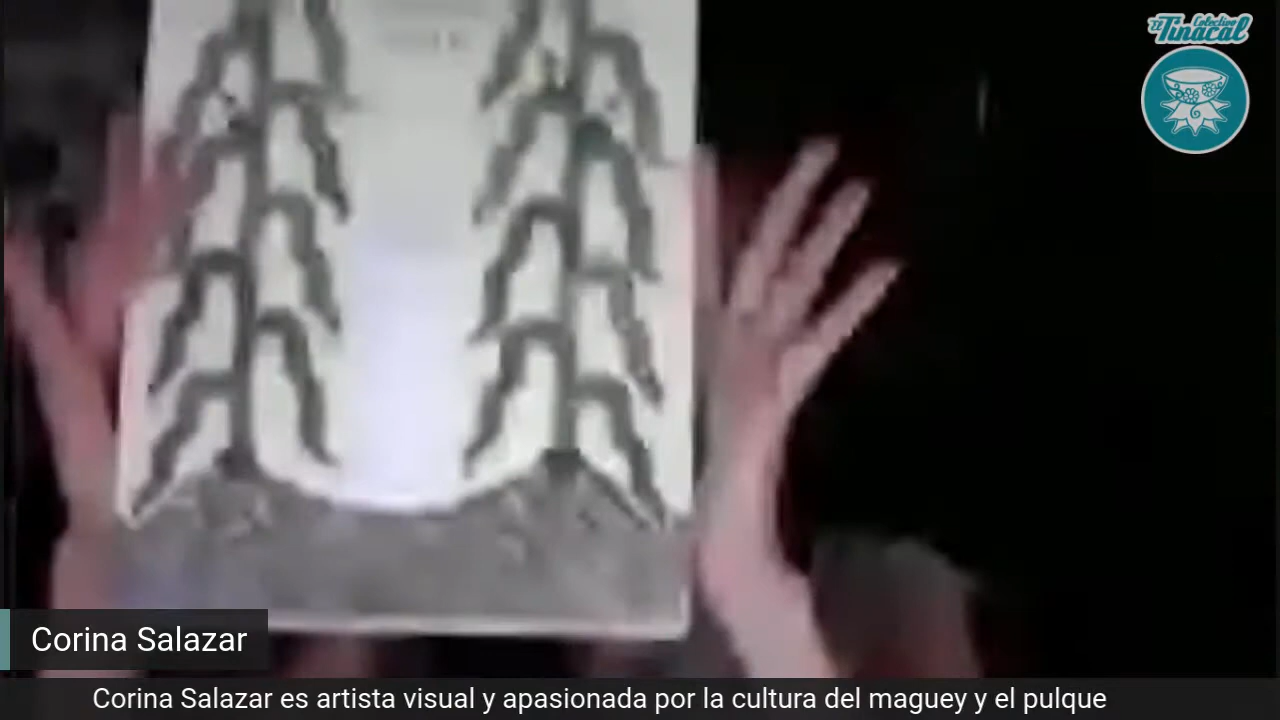 El Colectivo
Tinacal
Corina Salazar
Corina Salazar es artista visual y apasionada por la cultura del maguey y el pulque